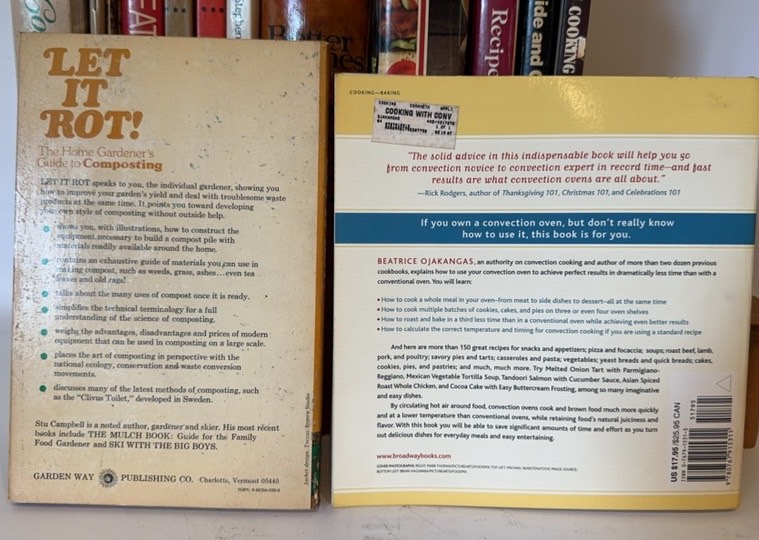 COOKING
LET
IT
ROT!
The Home Gardener's
Guide to Composting
LET IT ROT speaks to you, the individual gardener, showing you
how to improve your garden's yield and deal with troublesome waste
products at the same time. It points you toward developing
your own style of composting without outside help.
shows you, with illustrations, how to construct the
equipment necessary to build a compost pile with
materials readily available around the home.
contains an exhaustive guide of materials you can use in
making compost, such as weeds, grass, ashes...even tea
leaves and old rags!
talks about the many uses of compost once it is ready.
simplifies the technical terminology for a full
understanding of the science of composting.
weighs the advantages, disadvantages and prices of modern
equipment that can be used in composting on a large scale.
places the art of composting in perspective with the
national ecology, conservation and waste conversion
movements.
discusses many of the latest methods of composting, such
as the "Clivus Toilet," developed in Sweden.
Stu Campbell is a noted author, gardener and skier. His most recent
books include THE MULCH BOOK: Guide for the Family
Food Gardener and SKI WITH THE BIG BOYS.
GARDEN WAY PUBLISHING CO. Charlotte, Vermont 05445
COOKING—BAKING
COOKING WITH CONV
"The solid advice in this indispensable book will help you go
from convection novice to convection expert in record time—and fast
results are what convection ovens are all about."
—Rick Rodgers, author of Thanksgiving 101, Christmas 101, and Celebrations 101
If you own a convection oven, but don't really know
how to use it, this book is for you.
BEATRICE OJAKANGAS, an authority on convection cooking and author of more than two dozen previous
cookbooks, explains how to use your convection oven to achieve perfect results in dramatically less time than with a
conventional oven. You will learn:
• How to cook a whole meal in your oven–from meat to side dishes to dessert–all at the same time
• How to cook multiple batches of cookies, cakes, and pies on three or even four oven shelves
• How to roast and bake in a third less time than in a conventional oven while achieving even better results
• How to calculate the correct temperature and timing for convection cooking if you are using a standard recipe
And here are more than 150 great recipes for snacks and appetizers; pizza and focaccia; soups; roast beef, lamb,
pork, and poultry; savory pies and tarts; casseroles and pasta; vegetables; yeast breads and quick breads; cakes,
cookies, pies, and pastries; and much, much more. Try Melted Onion Tart with Parmigiano-
Reggiano, Mexican Vegetable Tortilla Soup, Tandoori Salmon with Cucumber Sauce, Asian Spiced
Roast Whole Chicken, and Cocoa Cake with Easy Buttercream Frosting, among so many imaginative
and easy dishes.
By circulating hot air around food, convection ovens cook and brown food much more quickly
and at a lower temperature than conventional ovens, while retaining food's natural juiciness and
flavor. With this book you will be able to save significant amounts of time and effort as you turn
out delicious dishes for everyday meals and easy entertaining.
www.broadwaybooks.com
US $17.95/$25.95 CAN
51795